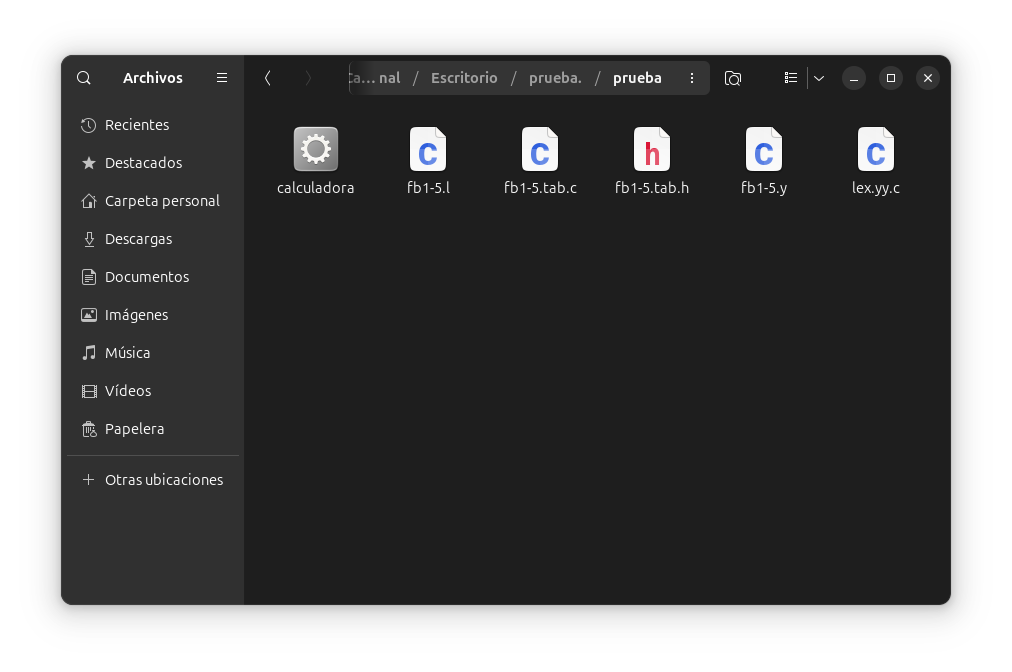 Archivos
Ca… nal / Escritorio / prueba. / prueba
Recientes
Destacados
Carpeta personal
Descargas
Documentos
Imágenes
Música
Vídeos
Papelera
Otras ubicaciones
calculadora
fb1-5.l
fb1-5.tab.c
fb1-5.tab.h
fb1-5.y
lex.yy.c